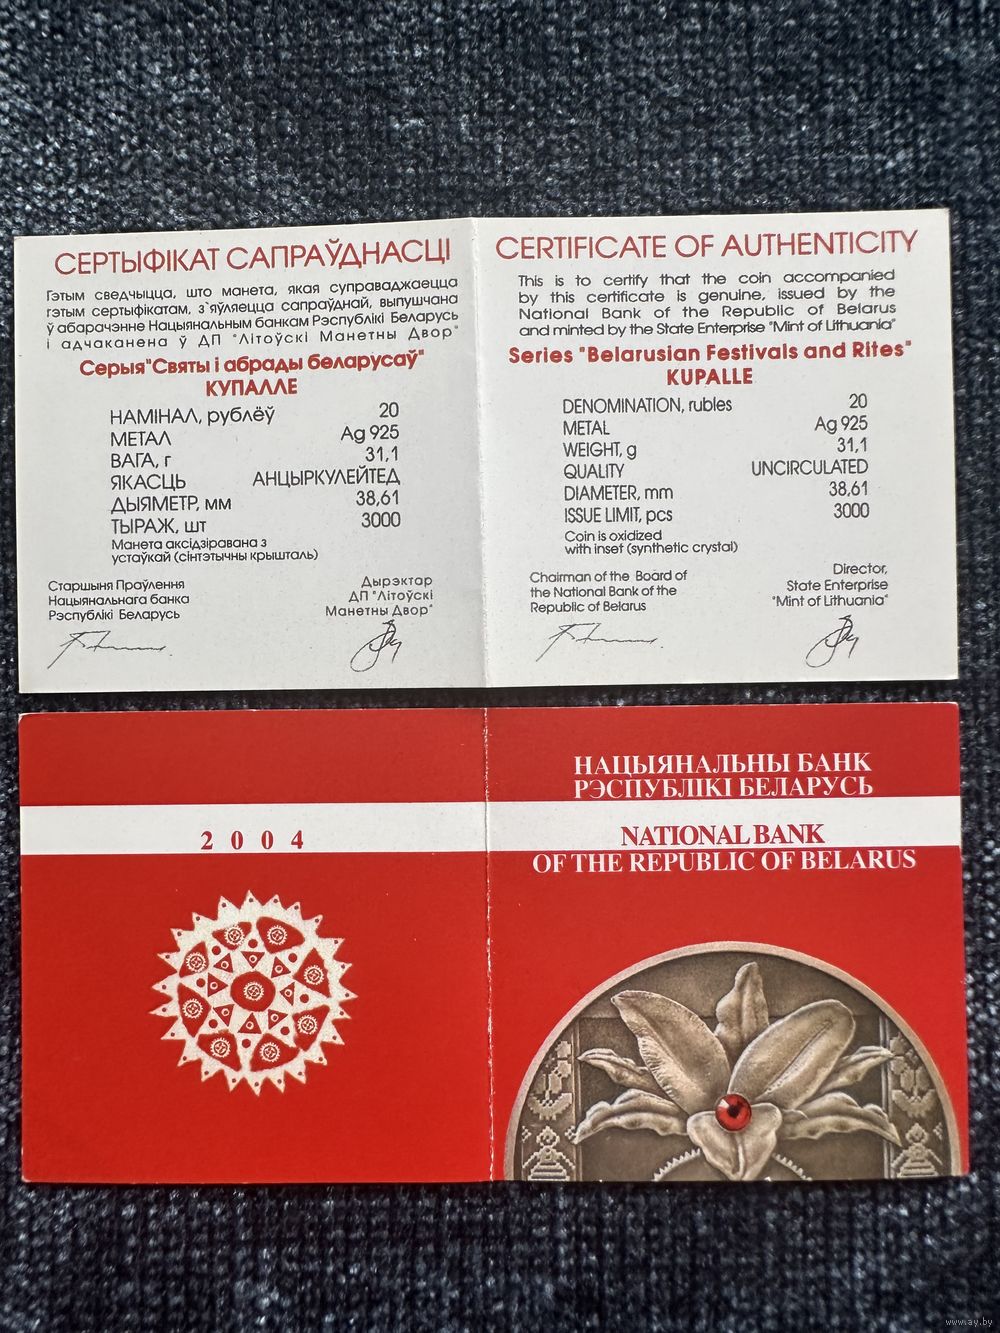 СЕРТЫФІКАТ САПРАЎДНАСЦІ
Гэтым сведчыцца, што манета, якая суправаджаецца
гэтым сертыфікатам, з`яўляецца сапраўднай, выпушчана
ў абарачэнне Нацыянальным банкам Рэспублікі Беларусь
і адчаканена ў ДП "Літоўскі Манетны Двор"
Серыя "Святы і абрады беларусаў"
КУПАЛЛЕ
НАМІНАЛ, рублёў 20
МЕТАЛ Ag 925
ВАГА, г 31,1
ЯКАСЦЬ АНЦЫРКУЛЕЙТЕД
ДЫЯМЕТР, мм 38,61
ТЫРАЖ, шт 3000
Манета аксідзіравана з
устаўкай (сінтэтычны крышталь)
Старшыня Праўлення
Нацыянальнага банка
Рэспублікі Беларусь
Дырэктар
ДП "Літоўскі
Манетны Двор"
CERTIFICATE OF AUTHENTICITY
This is to certify that the coin accompanied
by this certificate is genuine, issued by the
National Bank of the Republic of Belarus
and minted by the State Enterprise "Mint of Lithuania"
Series "Belarusian Festivals and Rites"
KUPALLE
DENOMINATION, rubles 20
METAL Ag 925
WEIGHT, g 31,1
QUALITY UNCIRCULATED
DIAMETER, mm 38,61
ISSUE LIMIT, pcs 3000
Coin is oxidized
with inset (synthetic crystal)
Chairman of the Board of
the National Bank of the
Republic of Belarus
Director,
State Enterprise
"Mint of Lithuania"
2004
НАЦЫЯНАЛЬНЫ БАНК
РЭСПУБЛІКІ БЕЛАРУСЬ
NATIONAL BANK
OF THE REPUBLIC OF BELARUS
www.ay.by